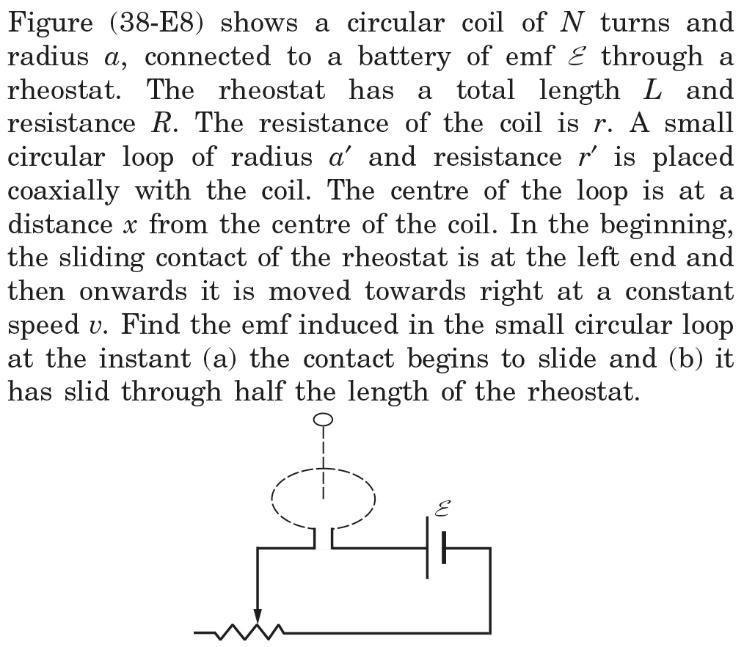 Figure (38-E8) shows a circular coil of N turns and
radius a, connected to a battery of emf ℰ through a
rheostat. The rheostat has a total length L and
resistance R. The resistance of the coil is r. A small
circular loop of radius a′ and resistance r′ is placed
coaxially with the coil. The centre of the loop is at a
distance x from the centre of the coil. In the beginning,
the sliding contact of the rheostat is at the left end and
then onwards it is moved towards right at a constant
speed v. Find the emf induced in the small circular loop
at the instant (a) the contact begins to slide and (b) it
has slid through half the length of the rheostat.
ℰ